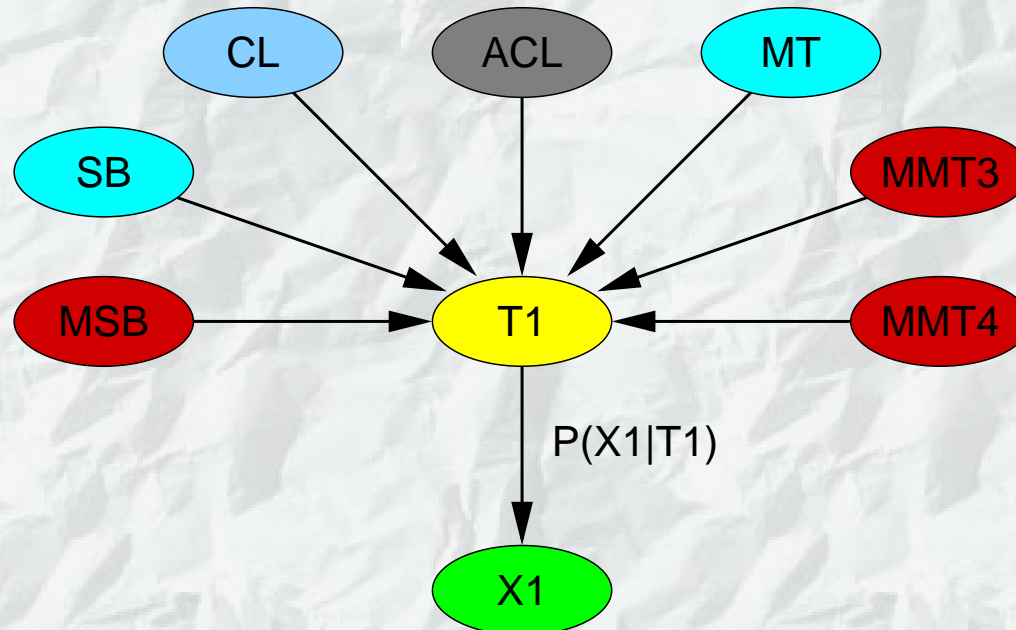 CL
ACL
MT
SB
MMT3
MSB
T1
MMT4
P(X1|T1)
X1